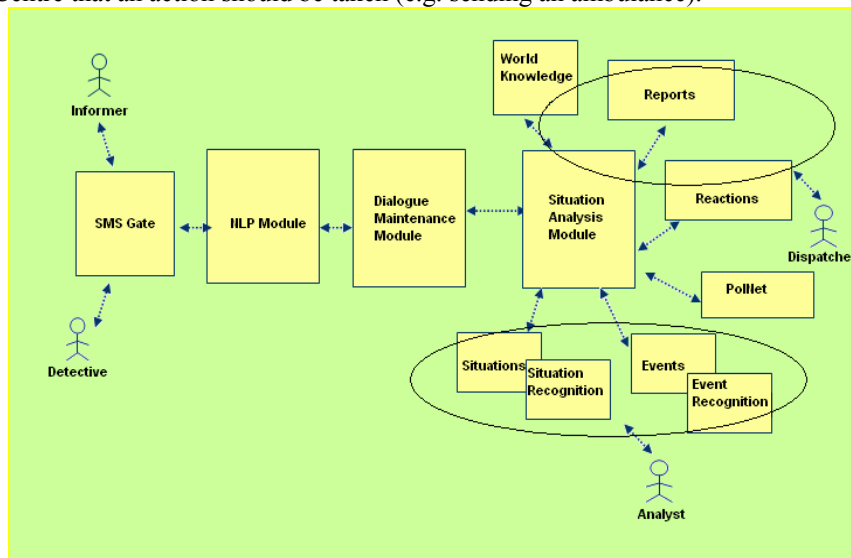 Centre that an action should be taken (e.g. sending an ambulance).
World
Knowledge
Reports
Informer
SMS Gate
NLP Module
Dialogue
Maintenance
Module
Situation
Analysis
Module
Reactions
Dispatche
PolNet
Detective
Situations
Situation
Recognition
Events
Event
Recognition
Analyst